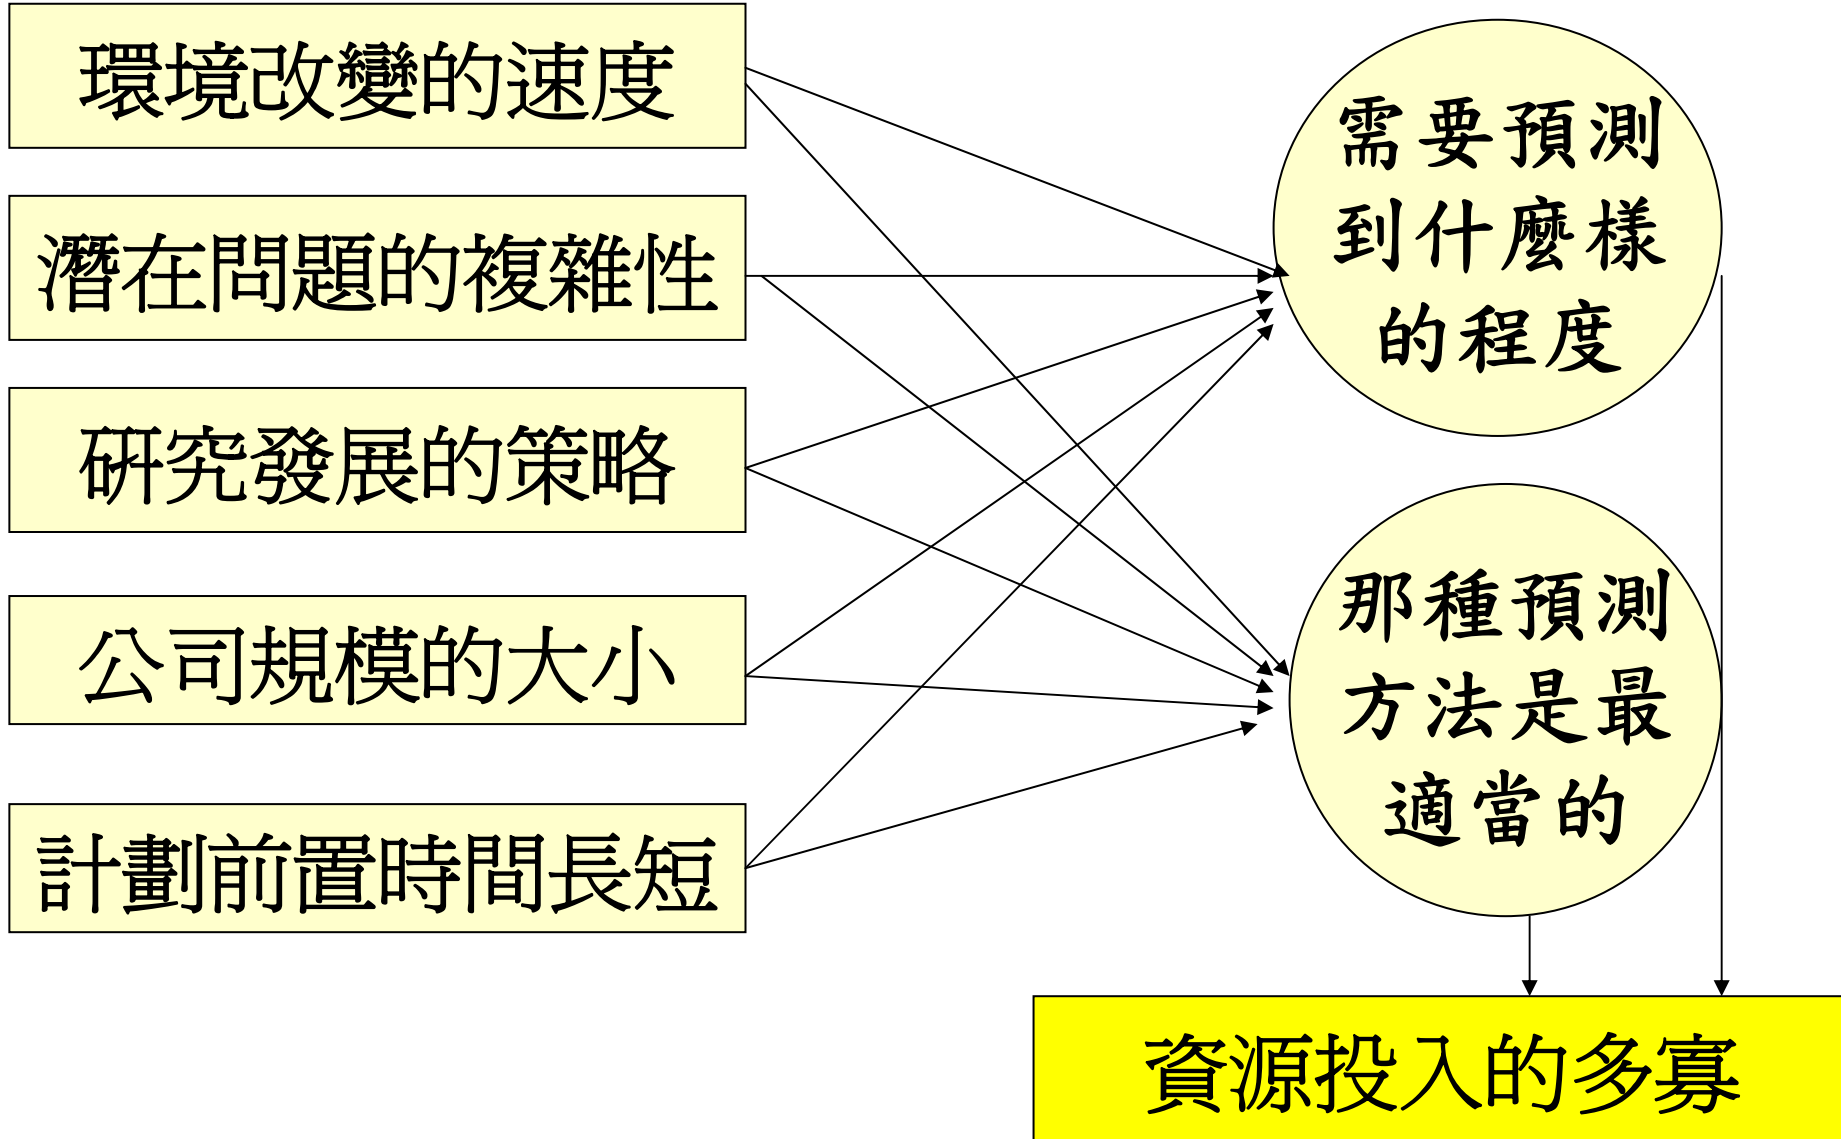 環境改變的速度
潛在問題的複雜性
研究發展的策略
公司規模的大小
計劃前置時間長短
需要預測
到什麼樣
的程度
那種預測
方法是最
適當的
資源投入的多寡